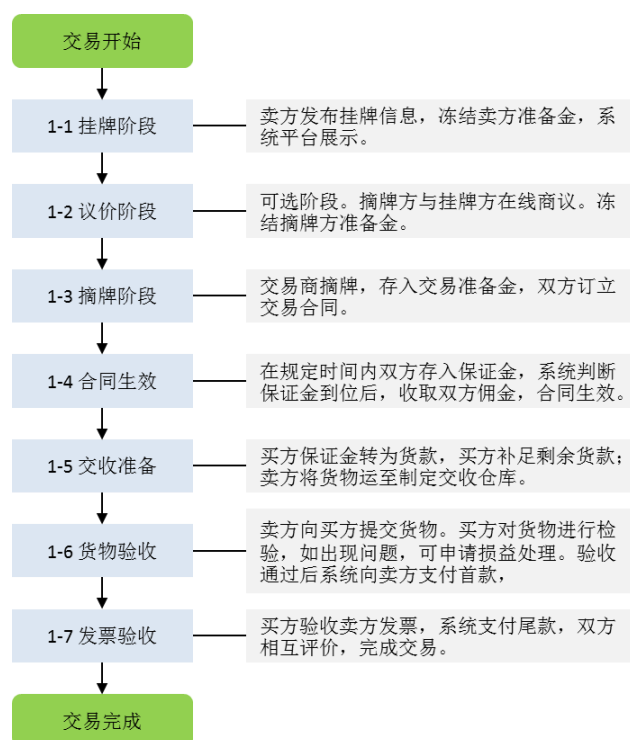 交易开始
1-1 挂牌阶段
卖方发布挂牌信息，冻结卖方准备金，系
统平台展示。
1-2 议价阶段
可选阶段。摘牌方与挂牌方在线商议。冻
结摘牌方准备金。
1-3 摘牌阶段
交易商摘牌，存入交易准备金，双方订立
交易合同。
1-4 合同生效
在规定时间内双方存入保证金，系统判断
保证金到位后，收取双方佣金，合同生效。
1-5 交收准备
买方保证金转为货款，买方补足剩余货款；
卖方将货物运至制定交收仓库。
1-6 货物验收
卖方向买方提交货物。买方对货物进行检
验，如出现问题，可申请损益处理。验收
通过后系统向卖方支付首款，
1-7 发票验收
买方验收卖方发票，系统支付尾款，双方
相互评价，完成交易。
交易完成